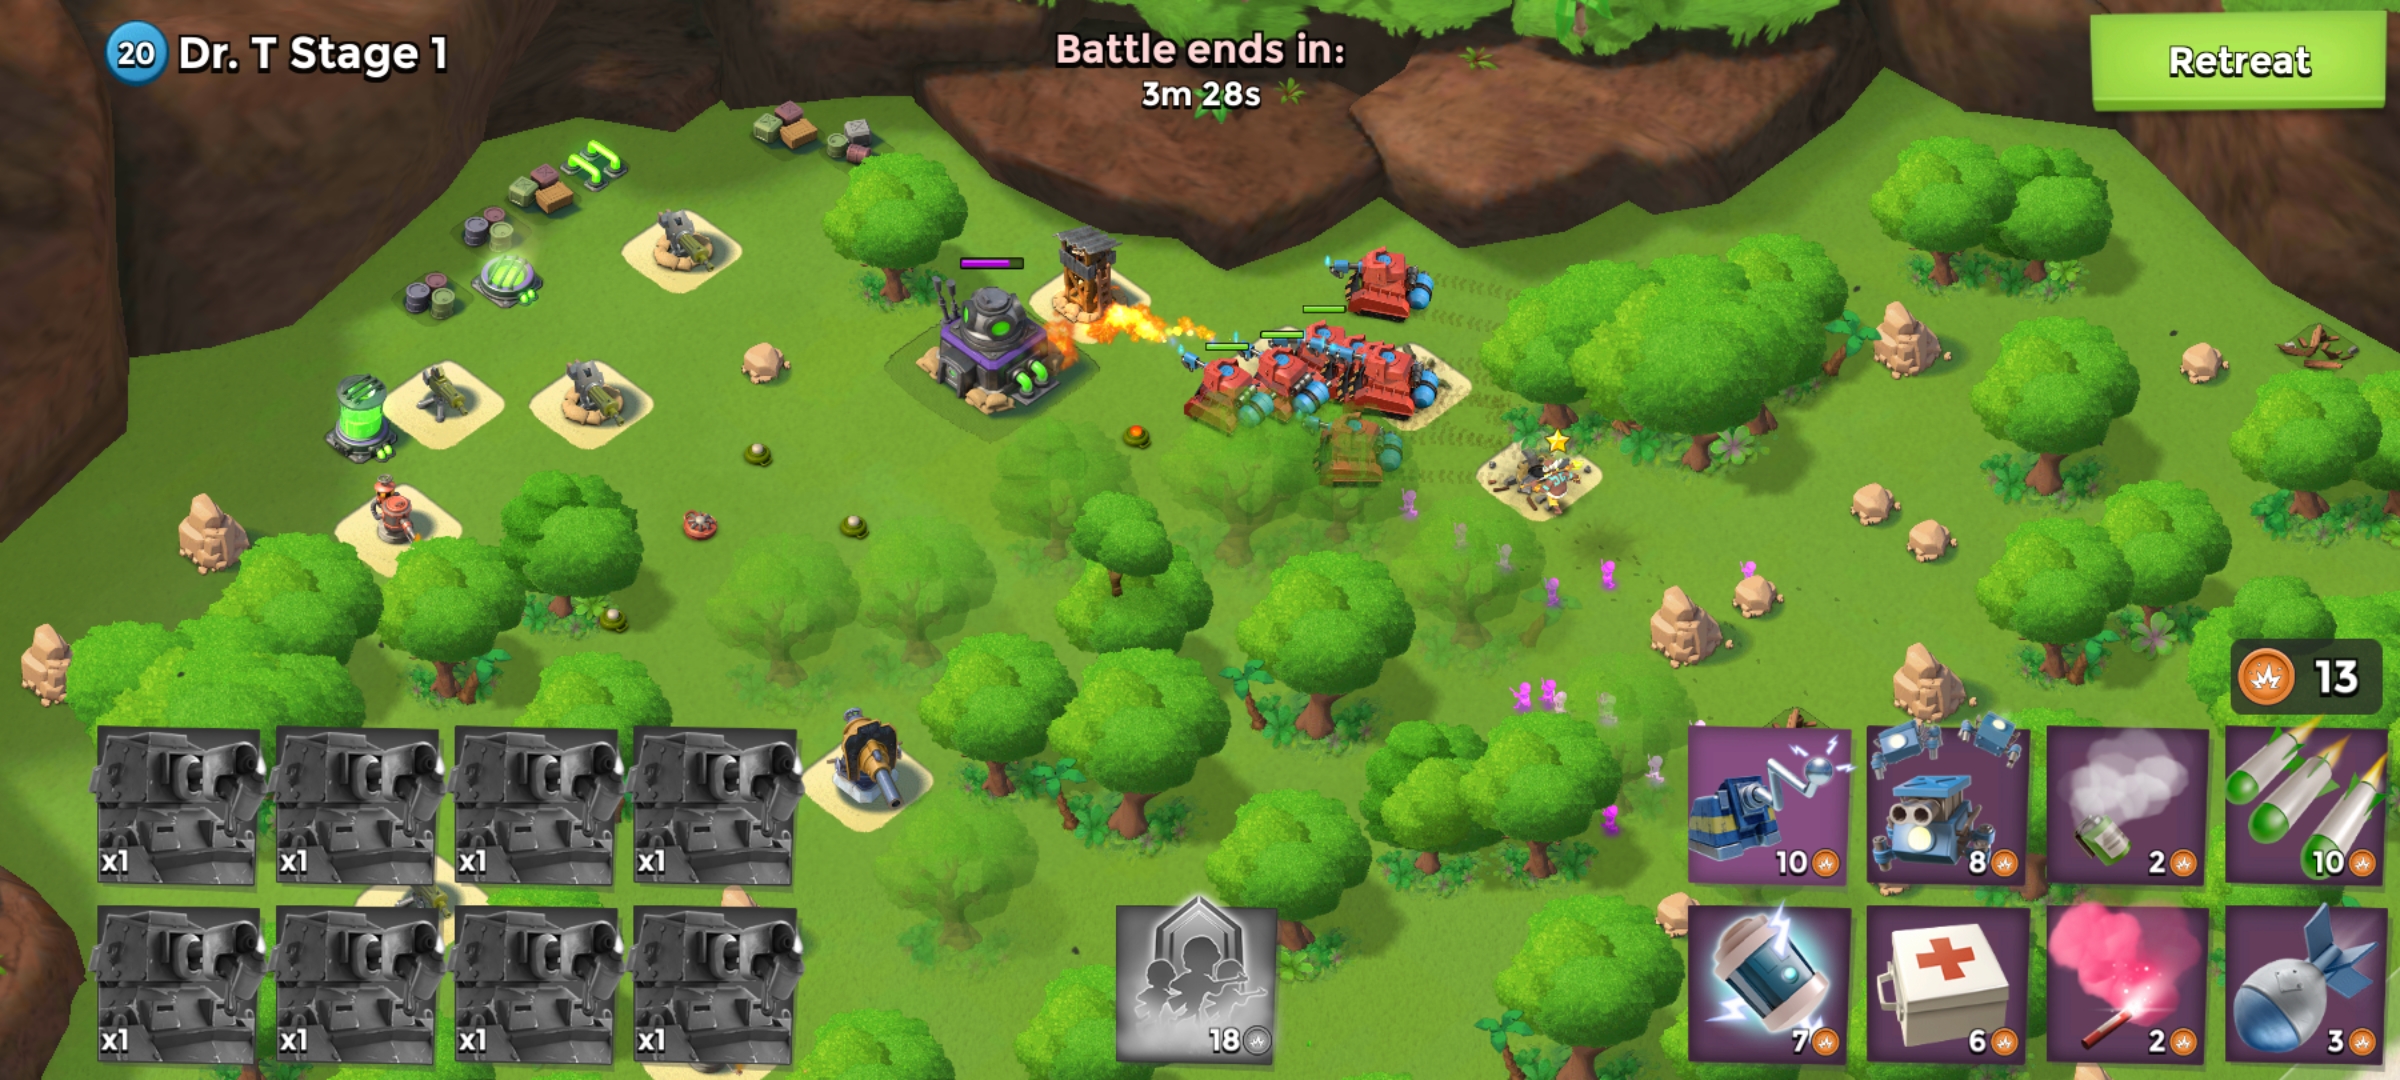 20 Dr. T Stage 1
Battle ends in:
3m 28s
Retreat
13
x1 x1 x1 x1
10 8 2 10
x1 x1 x1 x1
18
7 6 2 3